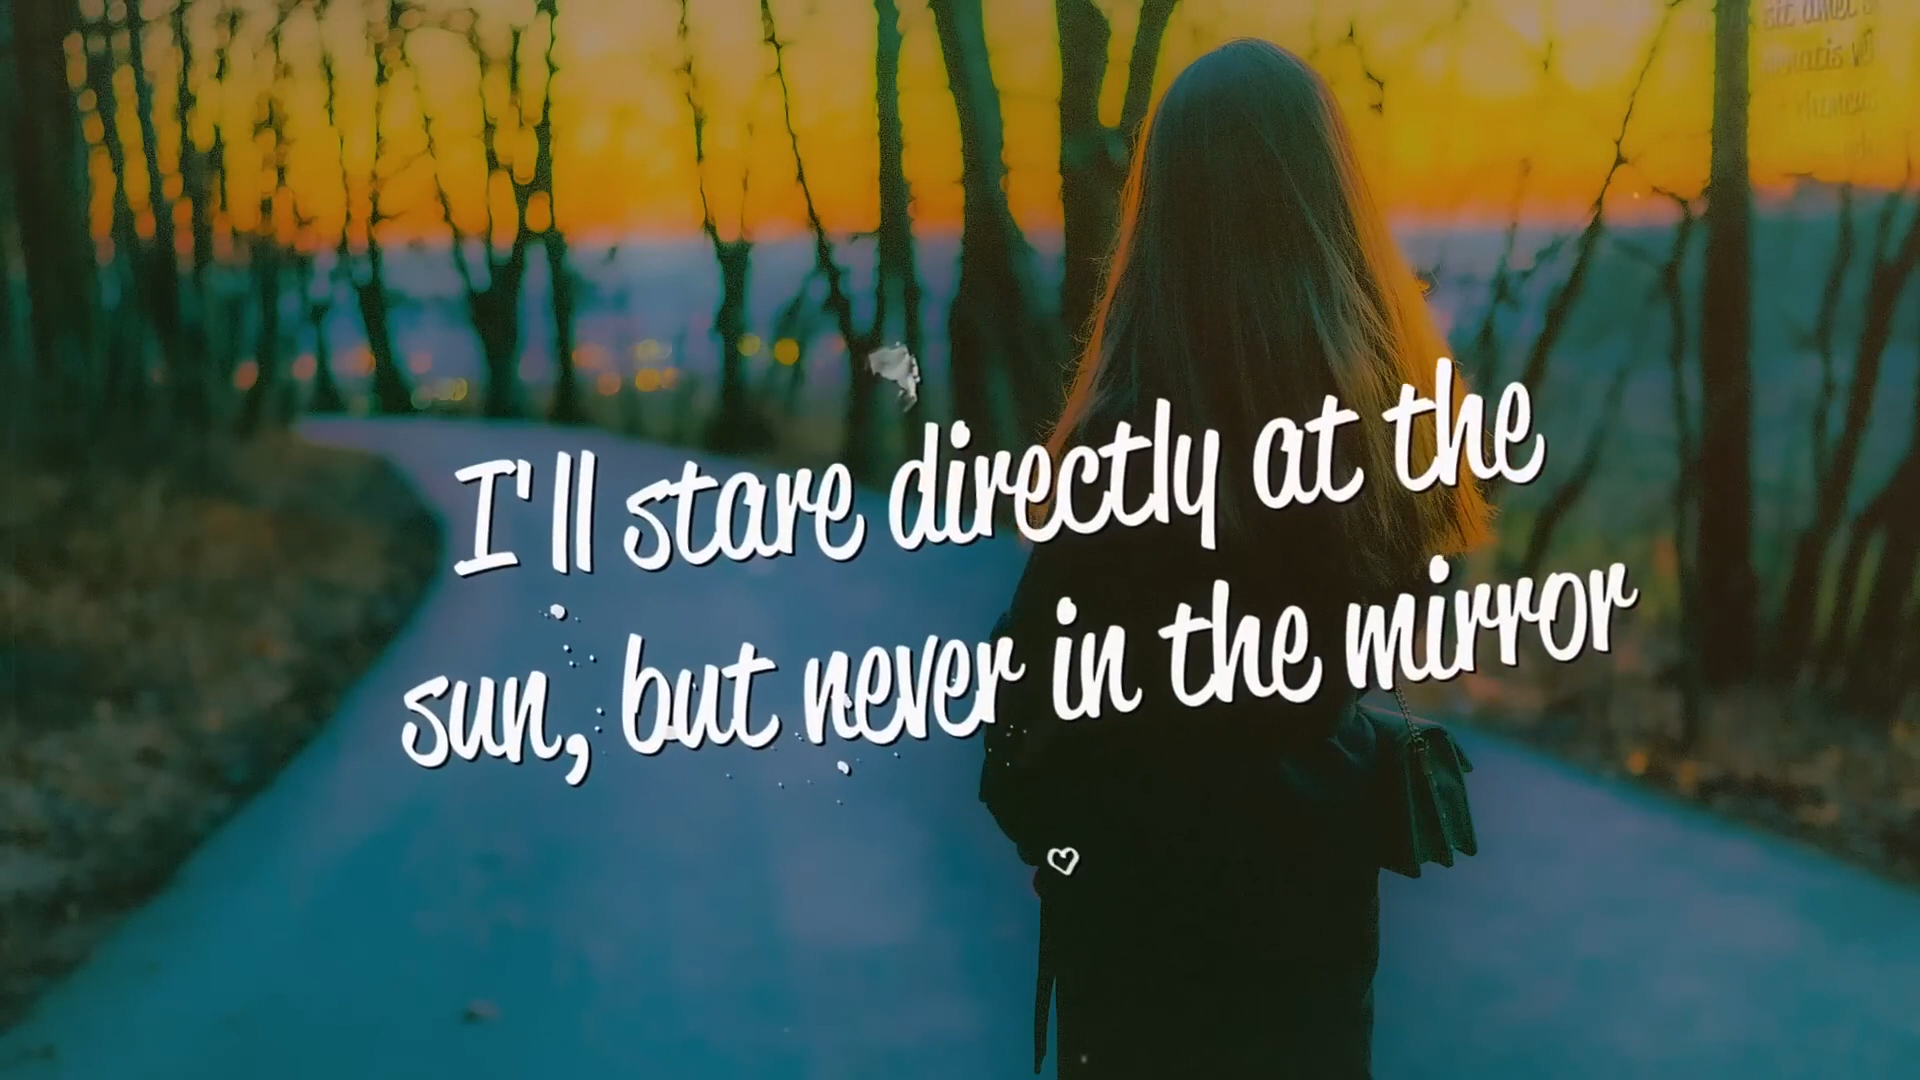 I'll stare directly at the
sun, but never in the mirror